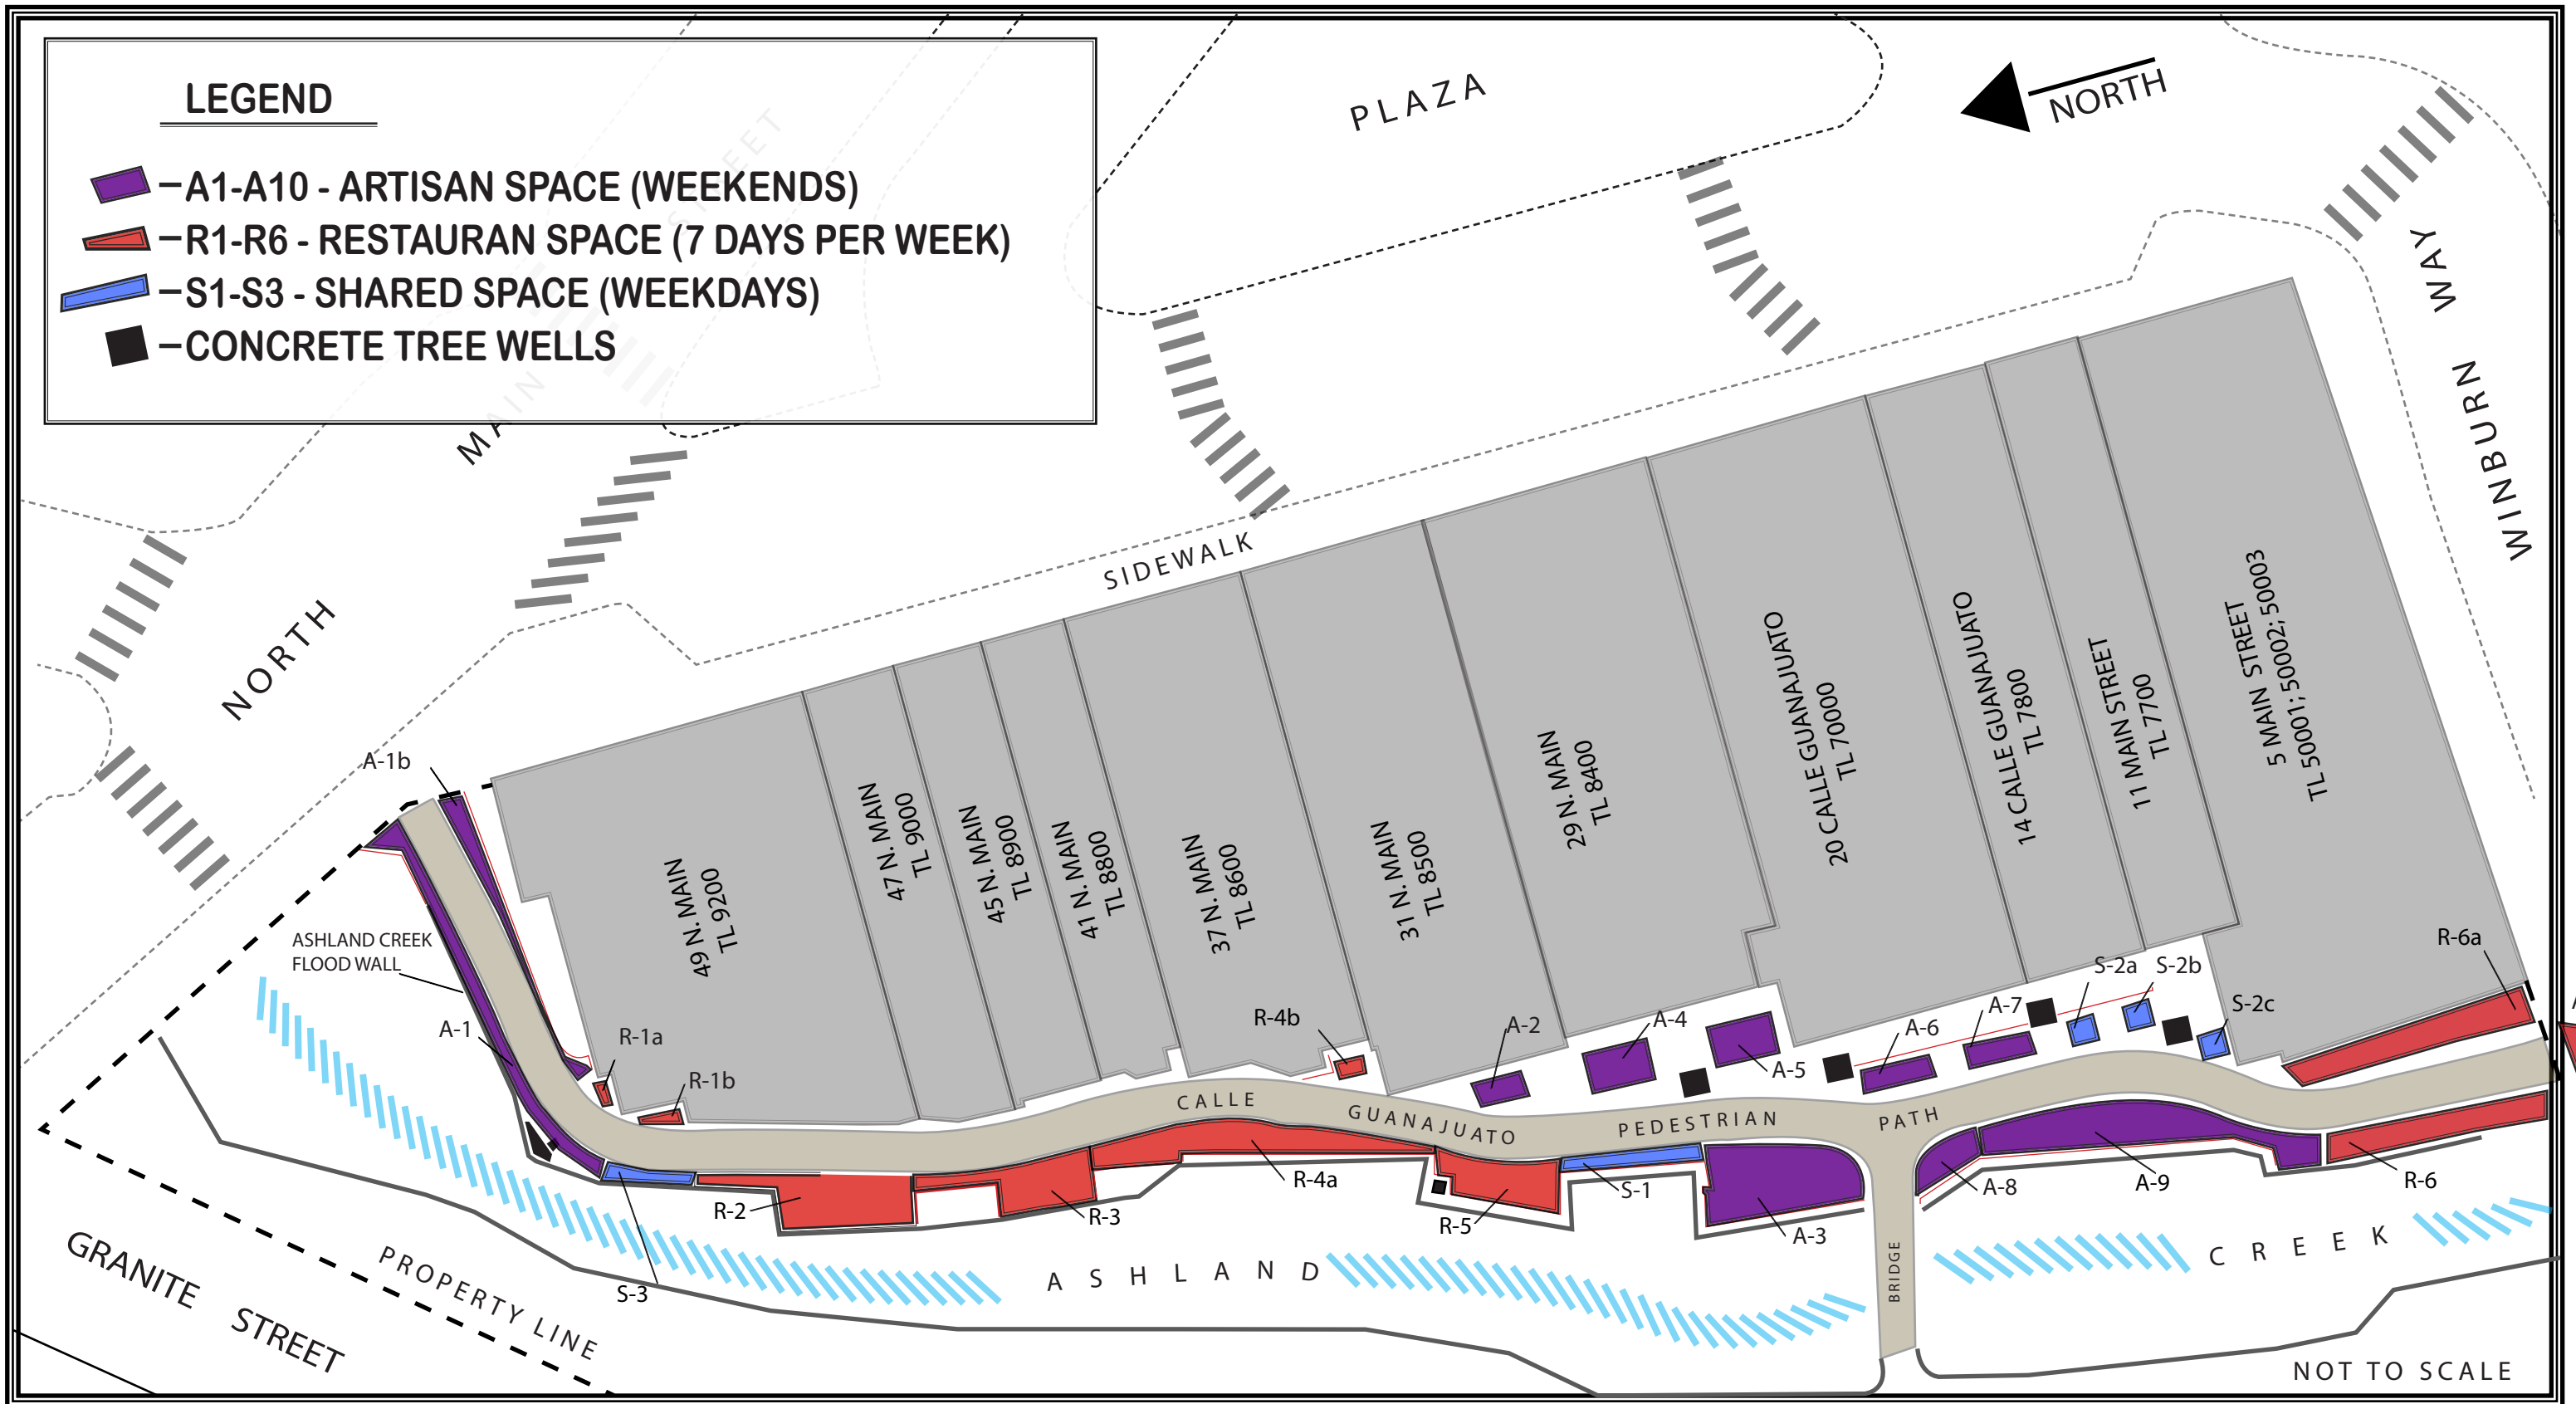 LEGEND
–A1-A10 - ARTISAN SPACE (WEEKENDS)
–R1-R6 - RESTAURAN SPACE (7 DAYS PER WEEK)
–S1-S3 - SHARED SPACE (WEEKDAYS)
–CONCRETE TREE WELLS
PLAZA
NORTH
WINBURN WAY
NORTH
MAIN
STREET
SIDEWALK
49 N. MAIN
TL 9200
47 N. MAIN
TL 9000
45 N. MAIN
TL 8900
41 N. MAIN
TL 8800
37 N. MAIN
TL 8600
31 N. MAIN
TL 8500
29 N. MAIN
TL 8400
20 CALLE GUANAJUATO
TL 70000
14 CALLE GUANAJUATO
TL 7800
11 MAIN STREET
TL 7700
5 MAIN STREET
TL 50001; 50002; 50003
A-1b
ASHLAND CREEK
FLOOD WALL
A-1
R-1a
R-1b
R-4b
A-2
A-4
A-5
A-6
A-7
S-2a
S-2b
S-2c
R-6a
CALLE GUANAJUATO PEDESTRIAN PATH
S-3
R-2
R-3
R-4a
R-5
S-1
A-3
A-8
A-9
R-6
BRIDGE
ASHLAND CREEK
PROPERTY LINE
GRANITE STREET
NOT TO SCALE